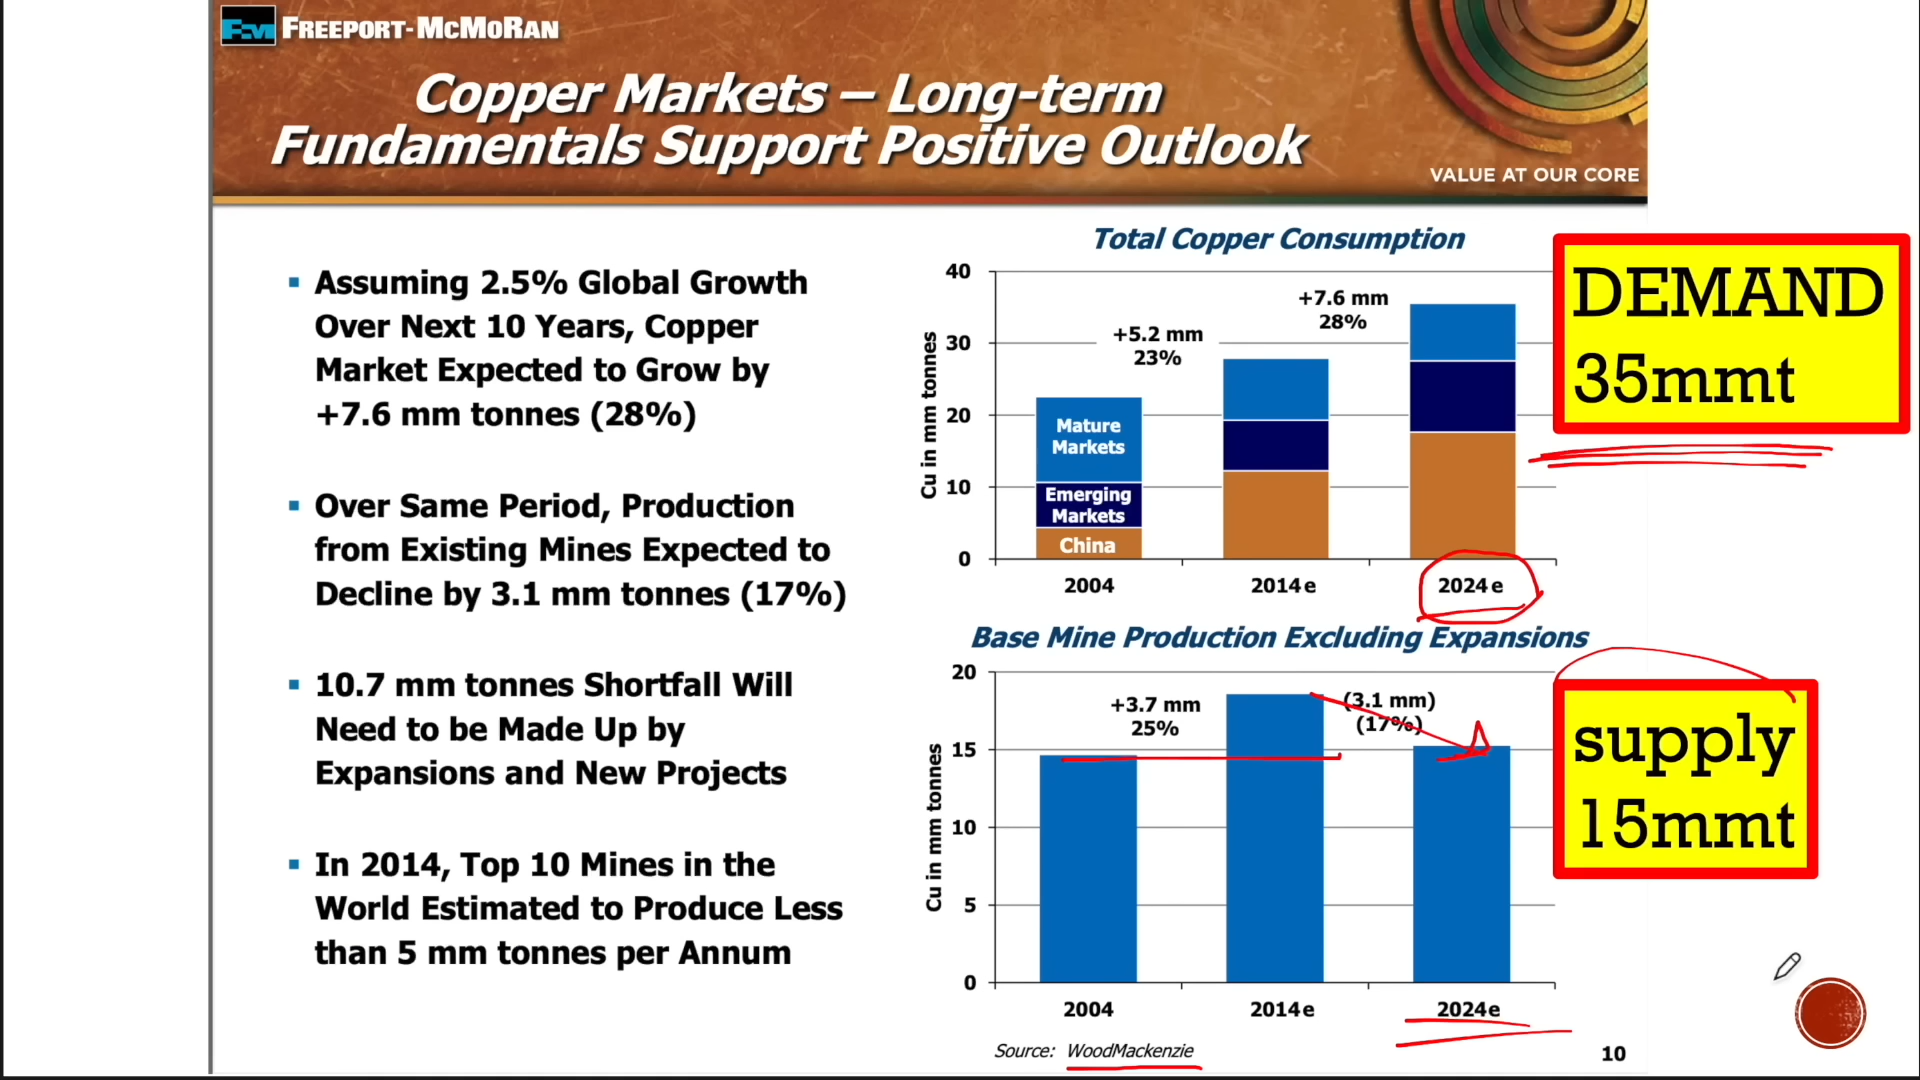 FM FREEPORT-McMoRAN
Copper Markets – Long-term
Fundamentals Support Positive Outlook
VALUE AT OUR CORE
▪ Assuming 2.5% Global Growth
Over Next 10 Years, Copper
Market Expected to Grow by
+7.6 mm tonnes (28%)
▪ Over Same Period, Production
from Existing Mines Expected to
Decline by 3.1 mm tonnes (17%)
▪ 10.7 mm tonnes Shortfall Will
Need to be Made Up by
Expansions and New Projects
▪ In 2014, Top 10 Mines in the
World Estimated to Produce Less
than 5 mm tonnes per Annum
Total Copper Consumption
Cu in mm tonnes
40
30
20
10
0
+5.2 mm
23%
+7.6 mm
28%
Mature
Markets
Emerging
Markets
China
2004 2014e 2024e
DEMAND
35mmt
Base Mine Production Excluding Expansions
Cu in mm tonnes
20
15
10
5
0
+3.7 mm
25%
(3.1 mm)
(17%)
2004 2014e 2024e
supply
15mmt
Source: WoodMackenzie
10